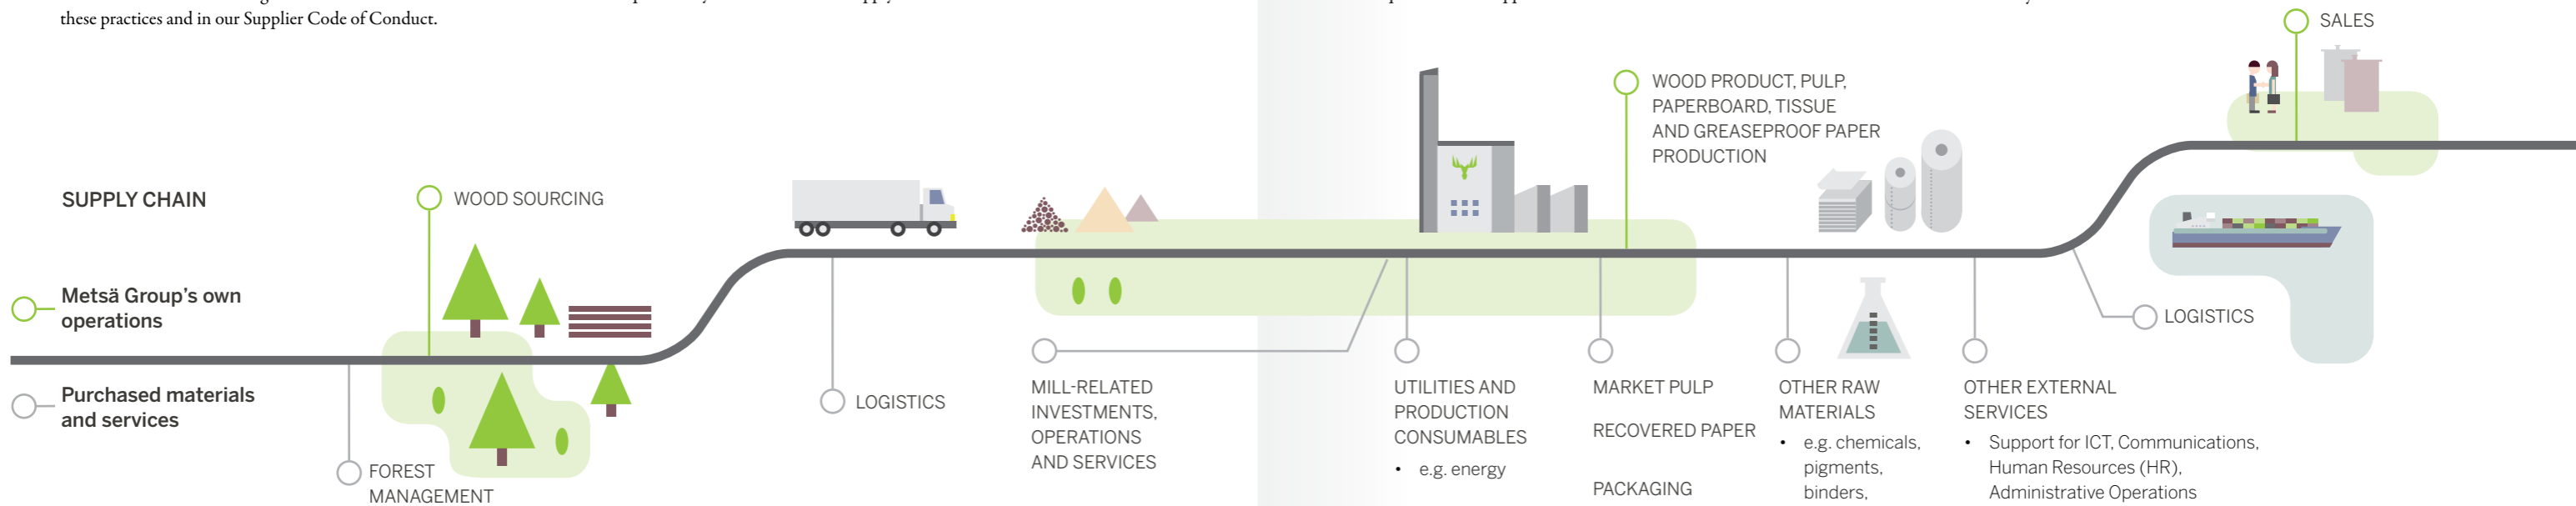 these practices and in our Supplier Code of Conduct.
SALES
WOOD PRODUCT, PULP,
PAPERBOARD, TISSUE
AND GREASEPROOF PAPER
PRODUCTION
SUPPLY CHAIN
WOOD SOURCING
Metsä Group's own
operations
LOGISTICS
Purchased materials
and services
LOGISTICS
FOREST
MANAGEMENT
MILL-RELATED
INVESTMENTS,
OPERATIONS
AND SERVICES
UTILITIES AND
PRODUCTION
CONSUMABLES
• e.g. energy
MARKET PULP
RECOVERED PAPER
PACKAGING
OTHER RAW
MATERIALS
• e.g. chemicals,
pigments,
binders,
OTHER EXTERNAL
SERVICES
• Support for ICT, Communications,
Human Resources (HR),
Administrative Operations